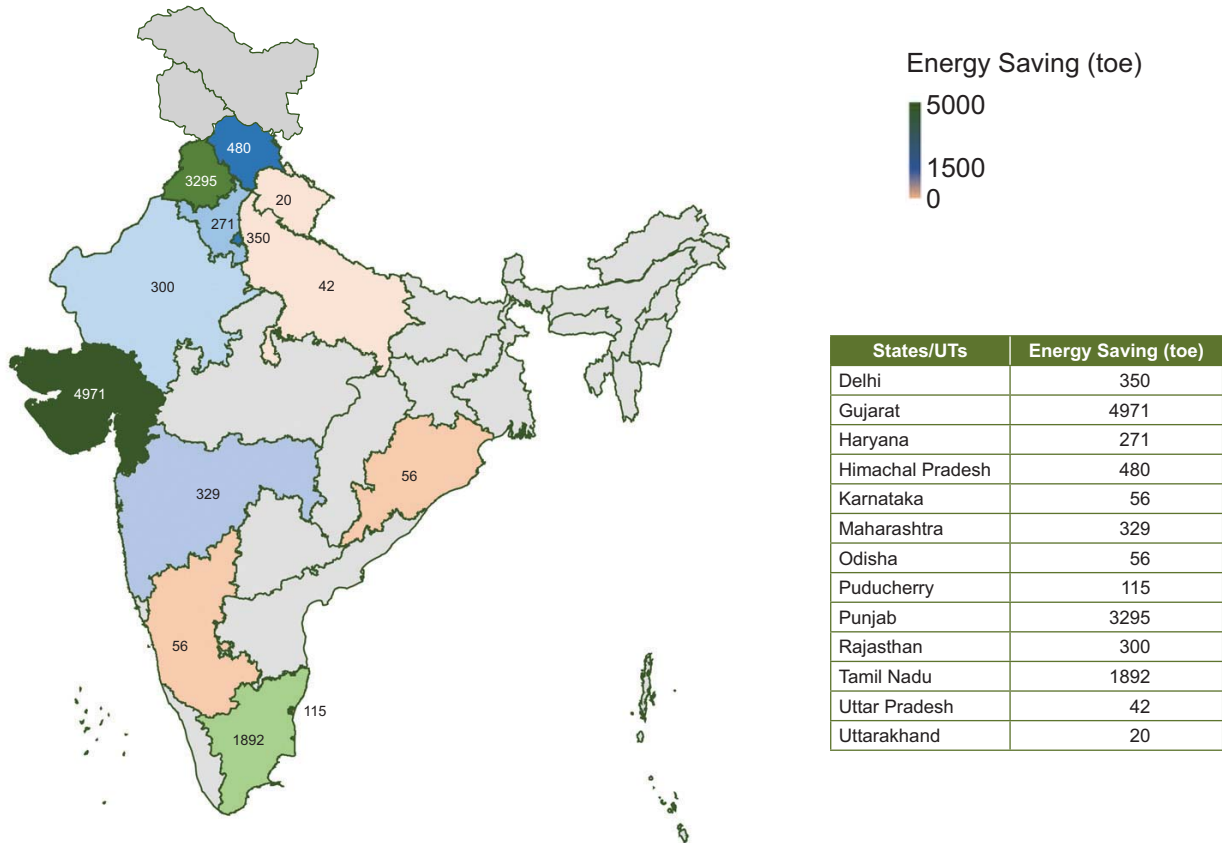 Energy Saving (toe)
5000
1500
0
480
3295
20
271
350
300
42
4971
56
329
56
115
1892
States/UTs Energy Saving (toe)
Delhi 350
Gujarat 4971
Haryana 271
Himachal Pradesh 480
Karnataka 56
Maharashtra 329
Odisha 56
Puducherry 115
Punjab 3295
Rajasthan 300
Tamil Nadu 1892
Uttar Pradesh 42
Uttarakhand 20